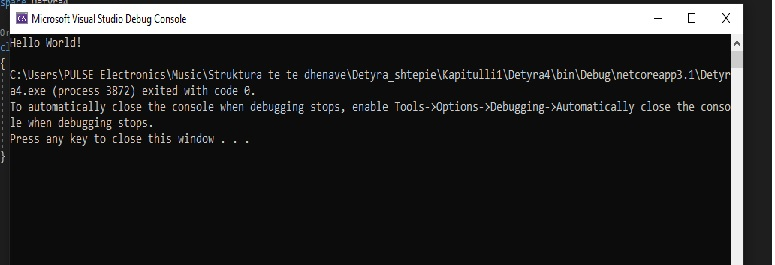 space Detyra4
Microsoft Visual Studio Debug Console
Hello World!
{
C:\Users\PULSE Electronics\Music\Struktura te te dhenave\Detyra_shtepie\Kapitulli1\Detyra4\bin\Debug\netcoreapp3.1\Detyr
a4.exe (process 3872) exited with code 0.
To automatically close the console when debugging stops, enable Tools->Options->Debugging->Automatically close the conso
le when debugging stops.
Press any key to close this window . . .
}